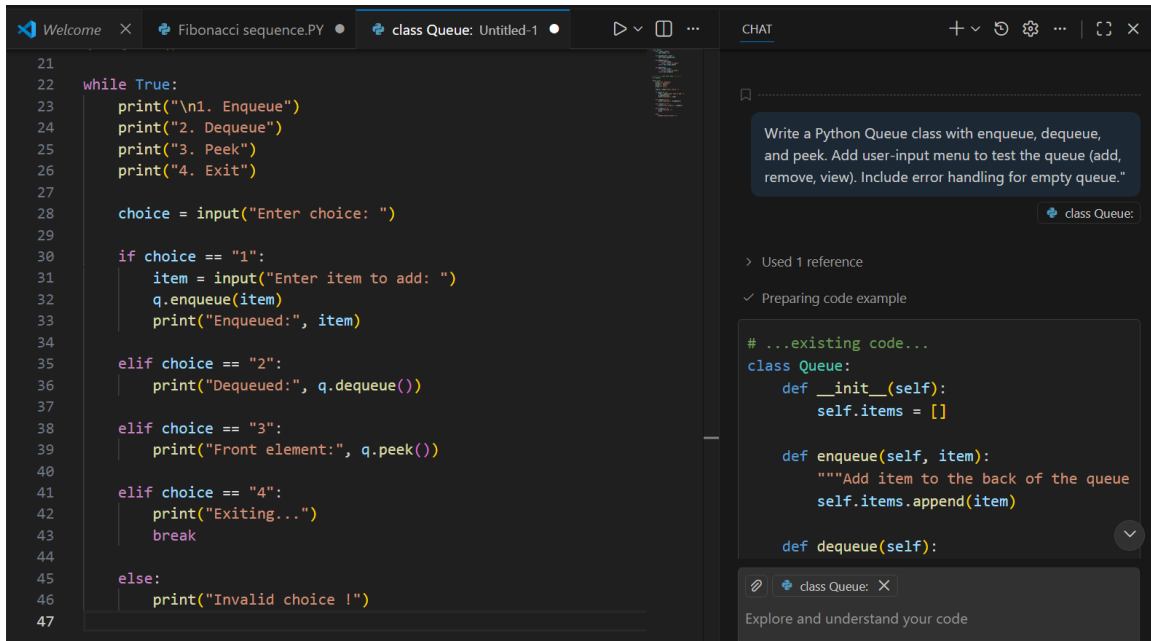 Welcome
Fibonacci sequence.PY
class Queue: Untitled-1
21
22 while True:
23     print("\n1. Enqueue")
24     print("2. Dequeue")
25     print("3. Peek")
26     print("4. Exit")
27
28     choice = input("Enter choice: ")
29
30     if choice == "1":
31         item = input("Enter item to add: ")
32         q.enqueue(item)
33         print("Enqueued:", item)
34
35     elif choice == "2":
36         print("Dequeued:", q.dequeue())
37
38     elif choice == "3":
39         print("Front element:", q.peek())
40
41     elif choice == "4":
42         print("Exiting...")
43         break
44
45     else:
46         print("Invalid choice !")
47
CHAT
Write a Python Queue class with enqueue, dequeue,
and peek. Add user-input menu to test the queue (add,
remove, view). Include error handling for empty queue."
class Queue:
Used 1 reference
Preparing code example
# ...existing code...
class Queue:
    def __init__(self):
        self.items = []
    def enqueue(self, item):
        """Add item to the back of the queue
        self.items.append(item)
    def dequeue(self):
class Queue:
Explore and understand your code